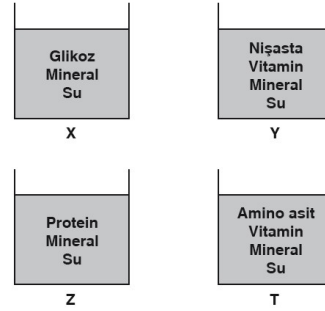 Glikoz
Mineral
Su
X
Nişasta
Vitamin
Mineral
Su
Y
Protein
Mineral
Su
Z
Amino asit
Vitamin
Mineral
Su
T